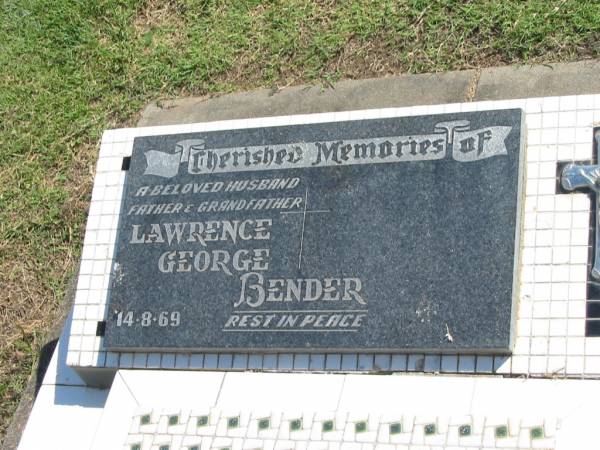 Cherished Memories of
A BELOVED HUSBAND
FATHER & GRANDFATHER
LAWRENCE
GEORGE
BENDER
14·8·69
REST IN PEACE